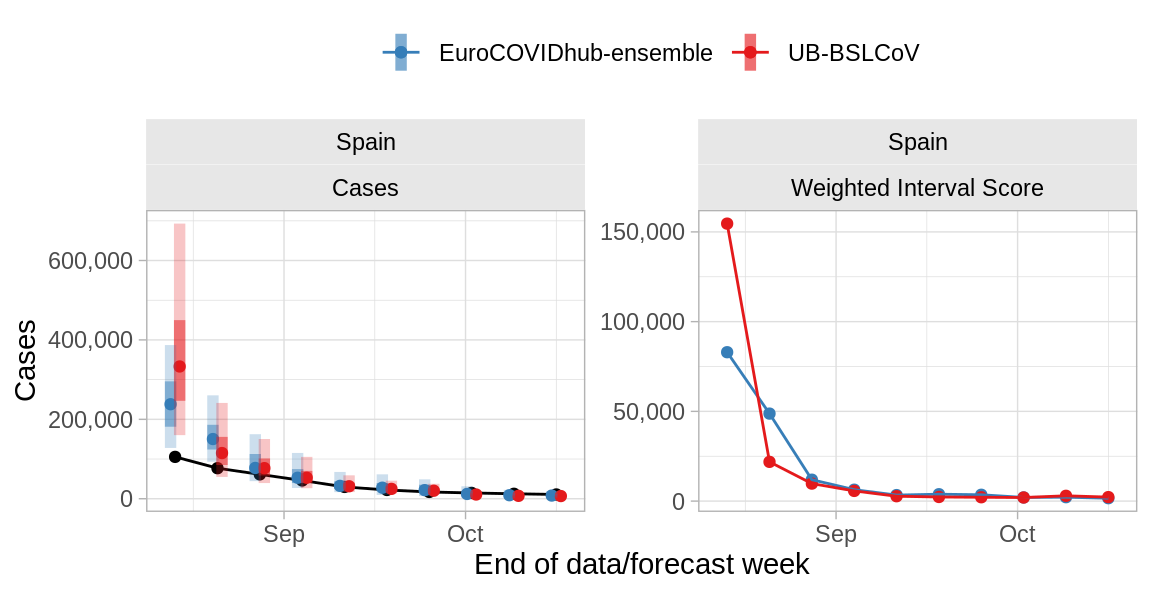 EuroCOVIDhub-ensemble UB-BSLCoV
Spain
Cases
Spain
Weighted Interval Score
Cases
600,000
400,000
200,000
0
150,000
100,000
50,000
0
Sep Oct
Sep Oct
End of data/forecast week